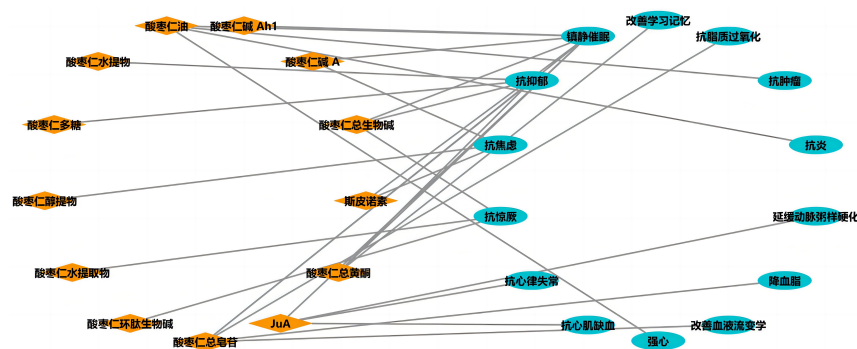 酸枣仁油
酸枣仁碱 Ah1
改善学习记忆
镇静催眠
抗脂质过氧化
酸枣仁水提物
酸枣仁碱 A
抗抑郁
抗肿瘤
酸枣仁多糖
酸枣仁总生物碱
抗焦虑
抗炎
酸枣仁醇提物
斯皮诺素
抗惊厥
延缓动脉粥样硬化
酸枣仁水提取物
酸枣仁总黄酮
抗心律失常
降血脂
酸枣仁环肽生物碱
JuA
抗心肌缺血
改善血液流变学
酸枣仁总皂苷
强心